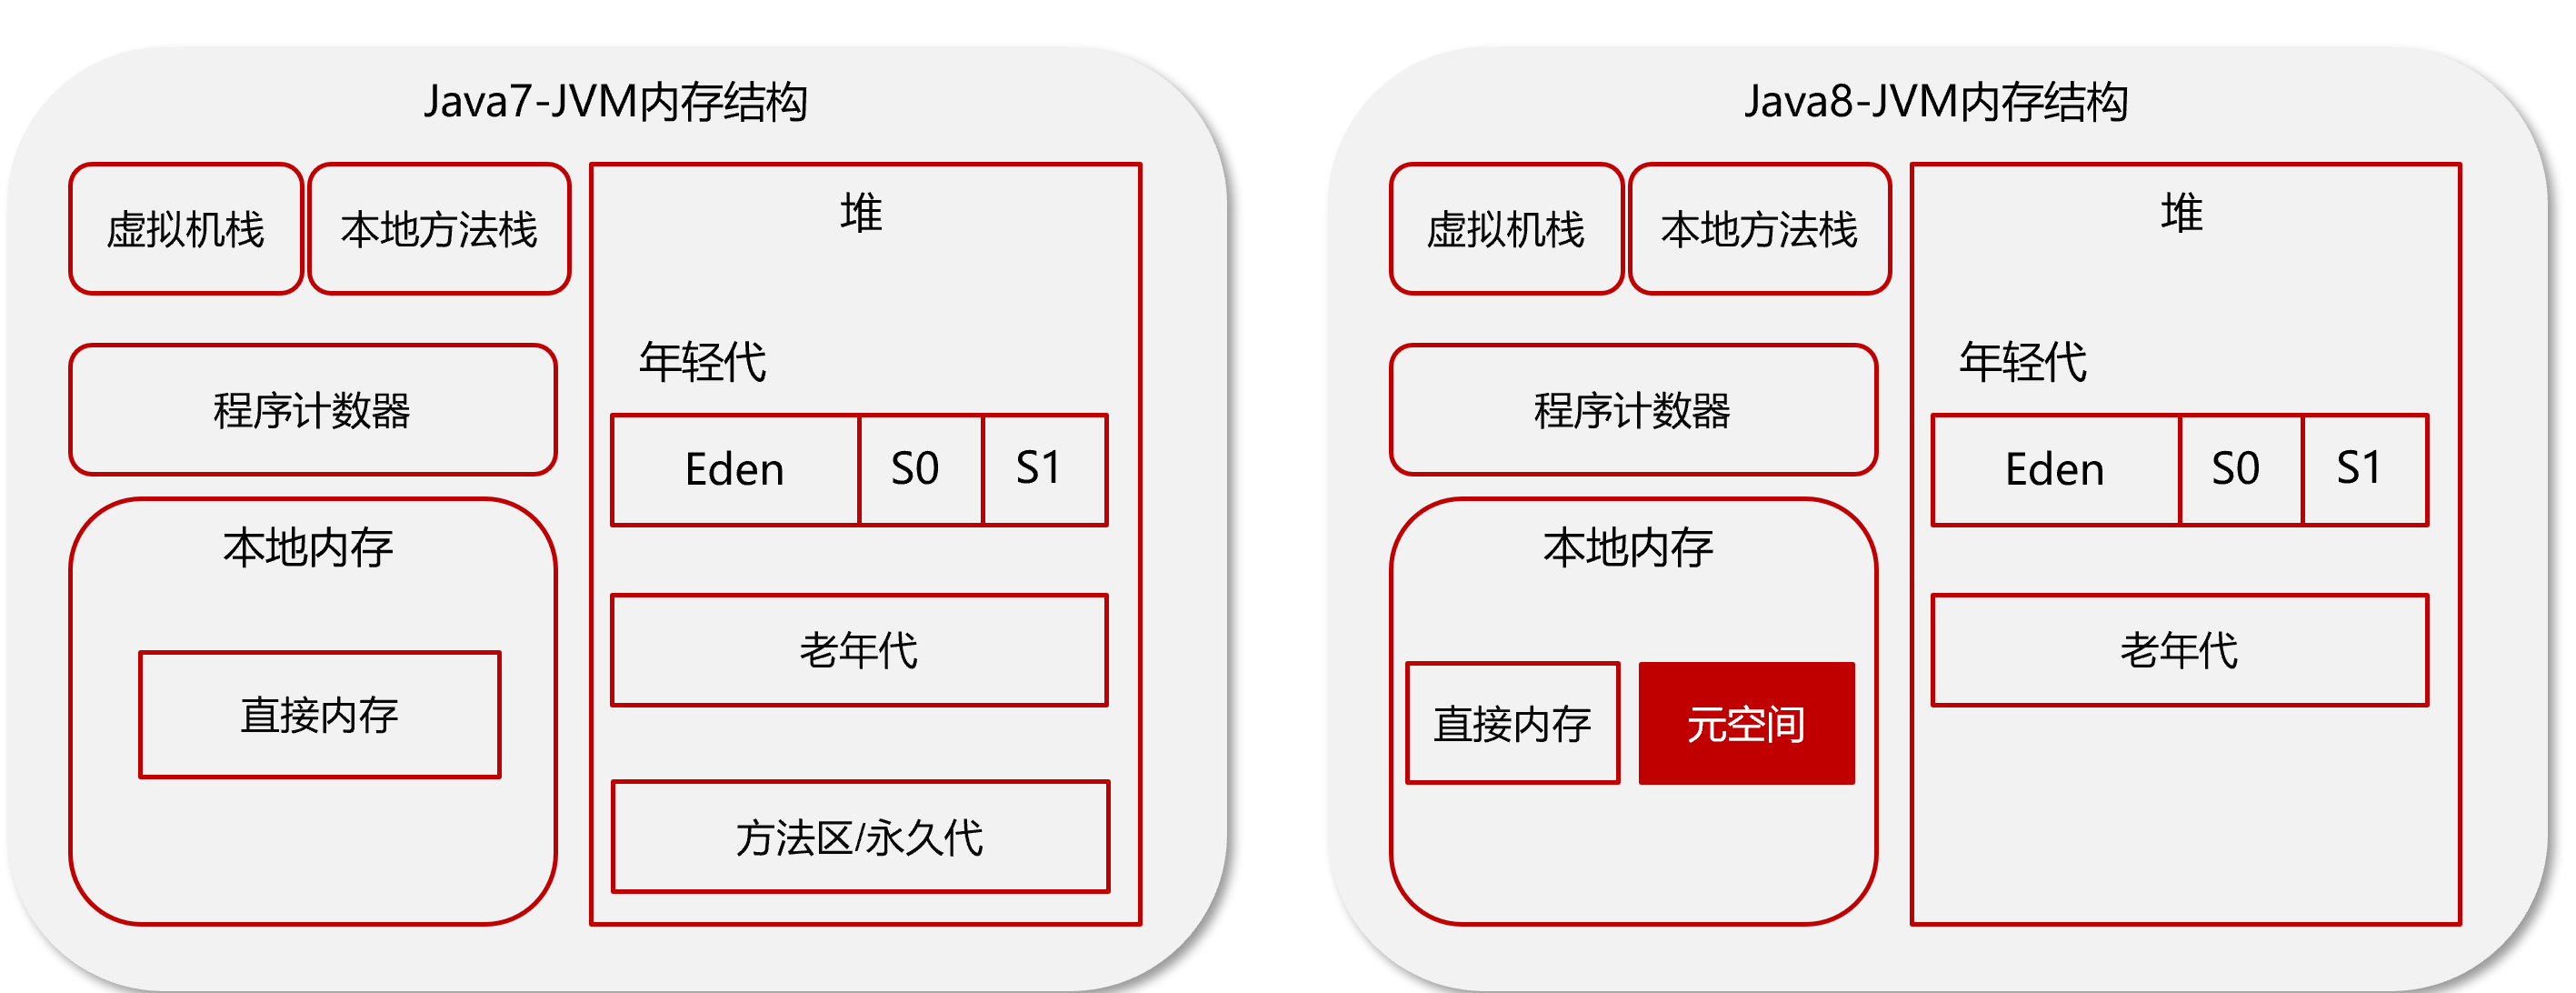 Java7-JVM内存结构
虚拟机栈
本地方法栈
堆
程序计数器
年轻代
Eden
S0
S1
本地内存
直接内存
老年代
方法区/永久代
Java8-JVM内存结构
虚拟机栈
本地方法栈
堆
程序计数器
年轻代
Eden
S0
S1
本地内存
直接内存
元空间
老年代